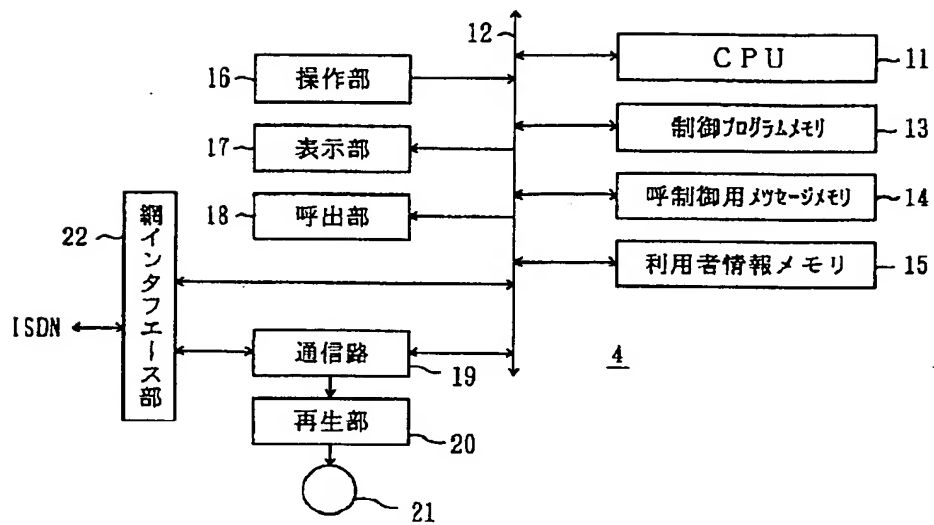 12
16 操作部
CPU 11
制御プログラムメモリ 13
17 表示部
呼制御用メッセージメモリ 14
18 呼出部
22
網インタフエース部
利用者情報メモリ 15
ISDN
通信路
19
4
再生部
20
21